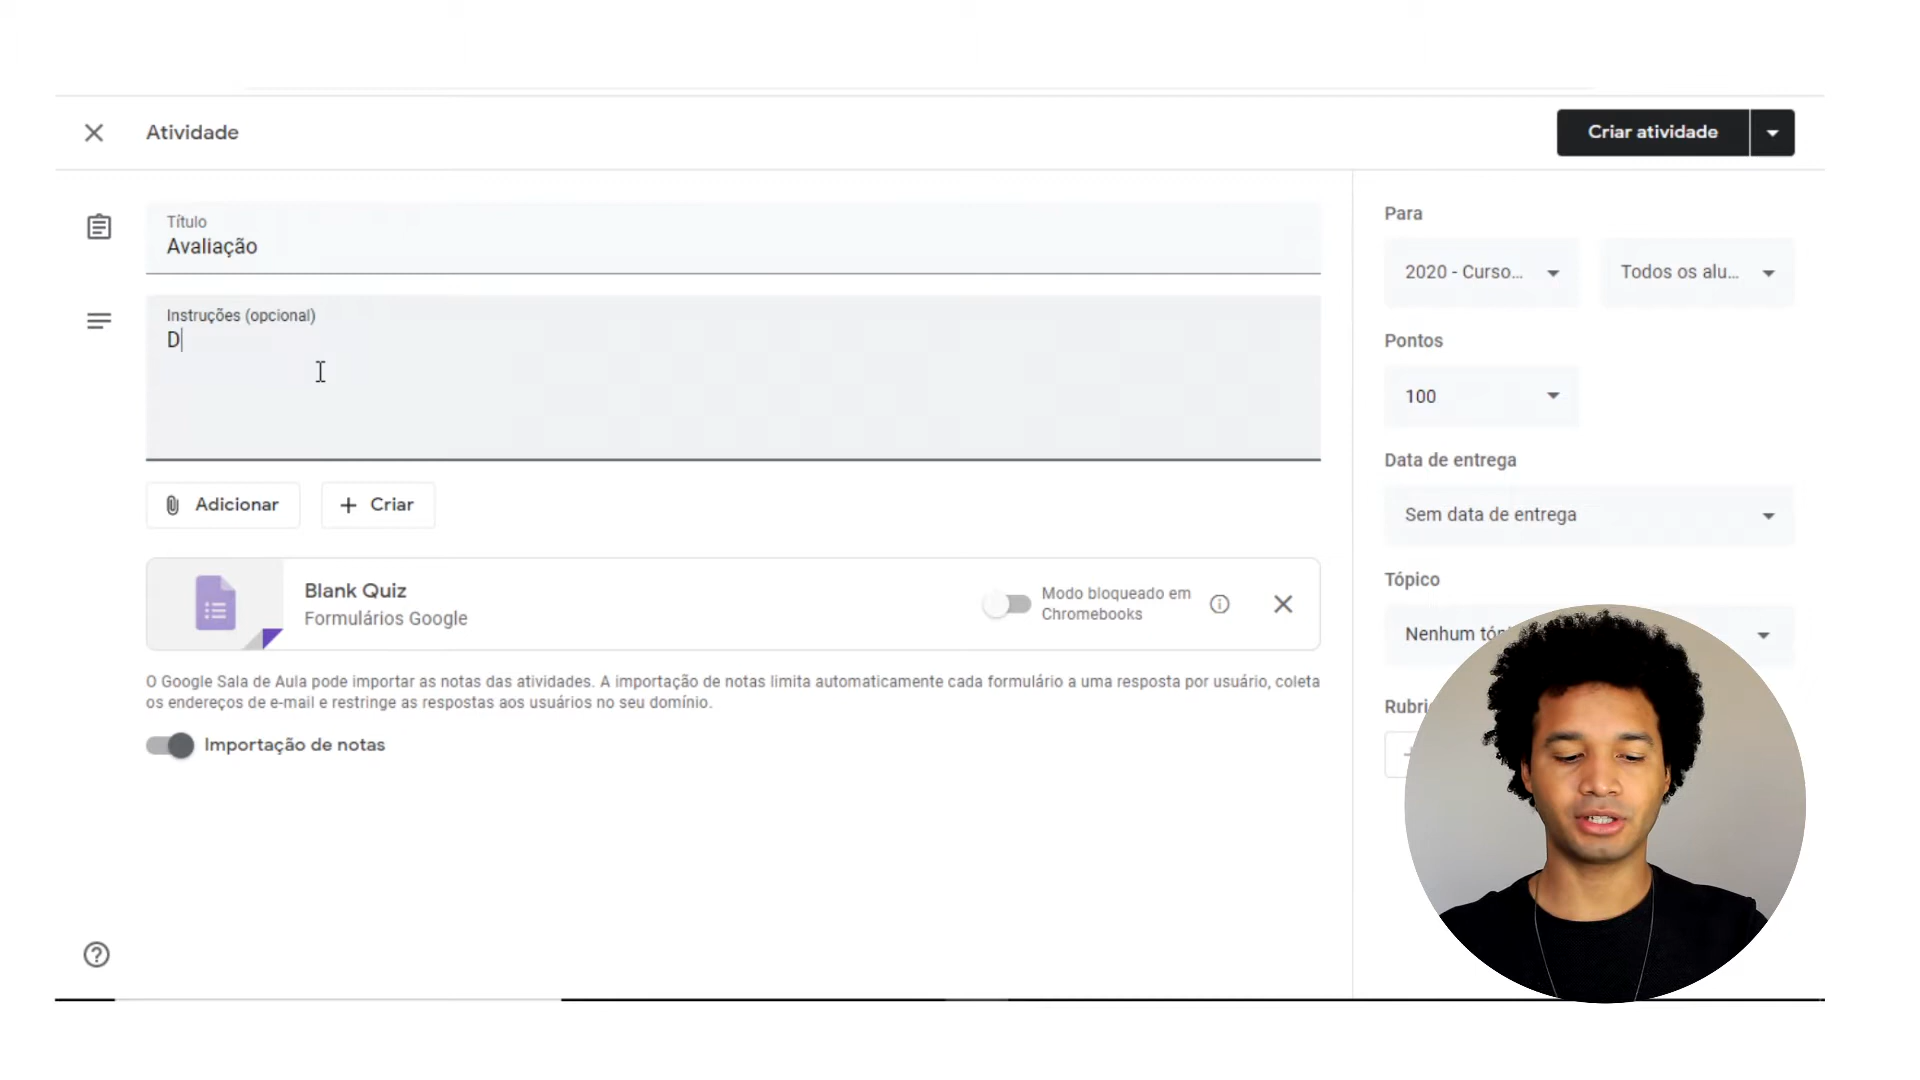 Atividade
Criar atividade
Título
Avaliação
Instruções (opcional)
D
Adicionar
Criar
Blank Quiz
Formulários Google
Modo bloqueado em
Chromebooks
O Google Sala de Aula pode importar as notas das atividades. A importação de notas limita automaticamente cada formulário a uma resposta por usuário, coleta
os endereços de e-mail e restringe as respostas aos usuários no seu domínio.
Importação de notas
Para
2020 - Curso...
Todos os alu...
Pontos
100
Data de entrega
Sem data de entrega
Tópico
Nenhum